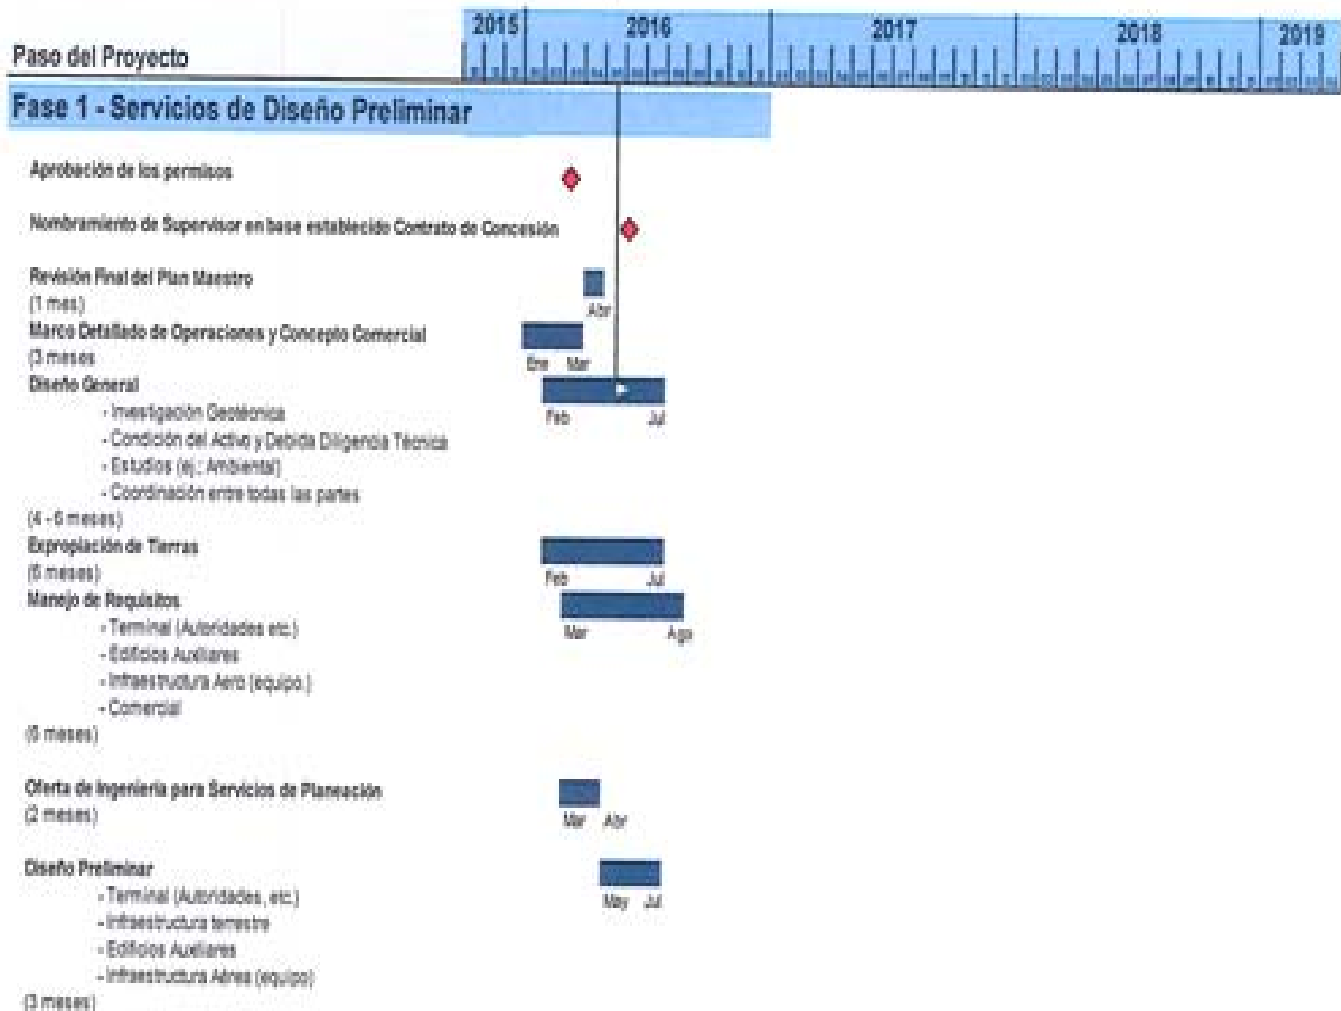 2015 2016 2017 2018 2019
Paso del Proyecto
Fase 1 - Servicios de Diseño Preliminar
Aprobación de los permisos
Nombramiento de Supervisor en base establecido Contrato de Concesión
Revisión Final del Plan Maestro
(1 mes)
Abr
Marco Detallado de Operaciones y Concepto Comercial
(3 meses
Ene Mar
Diseño General
- Investigación Geotécnica
Feb Jul
- Condición del Activo y Debida Diligencia Técnica
- Estudios (ej.: Ambiental)
- Coordinación entre todas las partes
(4 - 6 meses)
Expropiación de Tierras
(6 meses)
Feb Jul
Manejo de Requisitos
- Terminal (Autoridades etc.)
Mar Ago
- Edificios Auxiliares
- Infraestructura Aero (equipo.)
- Comercial
(6 meses)
Oferta de Ingeniería para Servicios de Planeación
(2 meses)
Mar Abr
Diseño Preliminar
- Terminal (Autoridades, etc.)
May Jul
- Infraestructura terrestre
- Edificios Auxiliares
- Infraestructura Aérea (equipo)
(3 meses)